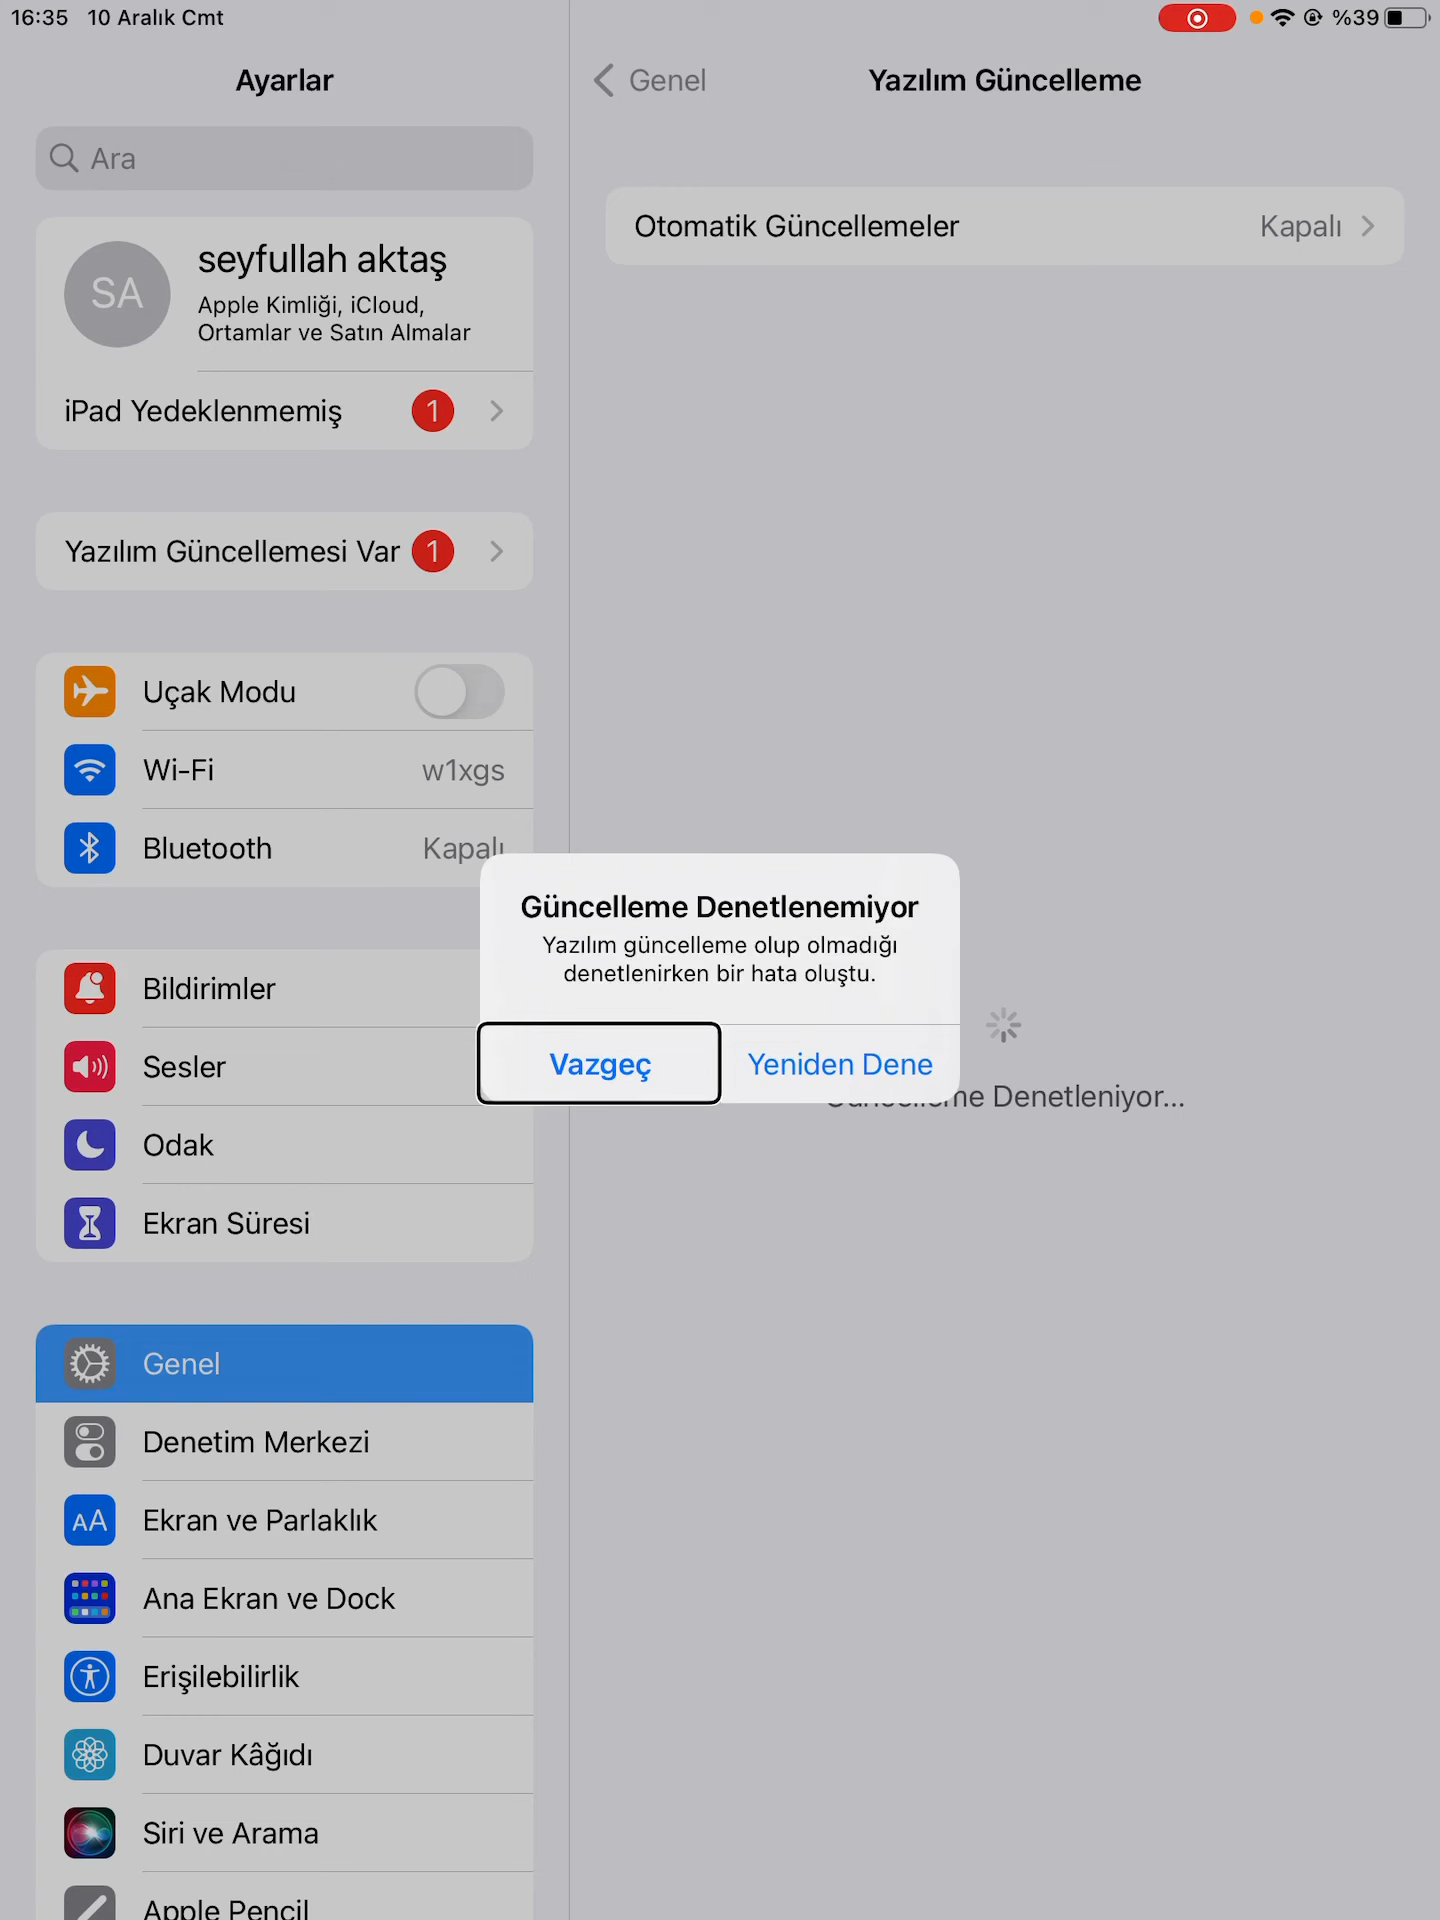 16:35 10 Aralık Cmt
%39
Ayarlar
Ara
SA
seyfullah aktaş
Apple Kimliği, iCloud,
Ortamlar ve Satın Almalar
iPad Yedeklenmemiş 1
Yazılım Güncellemesi Var 1
Uçak Modu
Wi-Fi w1xgs
Bluetooth Kapalı
Bildirimler
Sesler
Odak
Ekran Süresi
Genel
Denetim Merkezi
AA Ekran ve Parlaklık
Ana Ekran ve Dock
Erişilebilirlik
Duvar Kâğıdı
Siri ve Arama
Apple Pencil
Genel
Yazılım Güncelleme
Otomatik Güncellemeler Kapalı
Güncelleme Denetlenemiyor
Yazılım güncelleme olup olmadığı
denetlenirken bir hata oluştu.
Vazgeç Yeniden Dene
Güncelleme Denetleniyor...